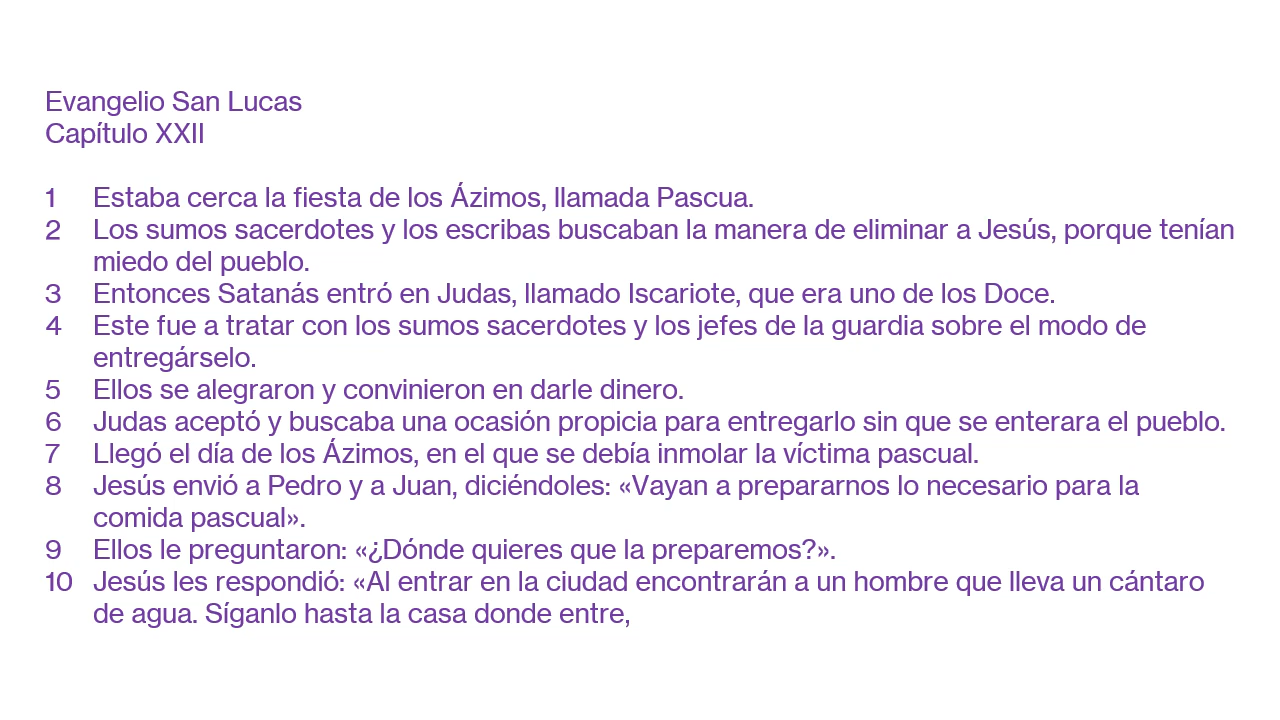 Evangelio San Lucas
Capítulo XXII
1 Estaba cerca la fiesta de los Ázimos, llamada Pascua.
2 Los sumos sacerdotes y los escribas buscaban la manera de eliminar a Jesús, porque tenían
miedo del pueblo.
3 Entonces Satanás entró en Judas, llamado Iscariote, que era uno de los Doce.
4 Este fue a tratar con los sumos sacerdotes y los jefes de la guardia sobre el modo de
entregárselo.
5 Ellos se alegraron y convinieron en darle dinero.
6 Judas aceptó y buscaba una ocasión propicia para entregarlo sin que se enterara el pueblo.
7 Llegó el día de los Ázimos, en el que se debía inmolar la víctima pascual.
8 Jesús envió a Pedro y a Juan, diciéndoles: «Vayan a prepararnos lo necesario para la
comida pascual».
9 Ellos le preguntaron: «¿Dónde quieres que la preparemos?».
10 Jesús les respondió: «Al entrar en la ciudad encontrarán a un hombre que lleva un cántaro
de agua. Síganlo hasta la casa donde entre,